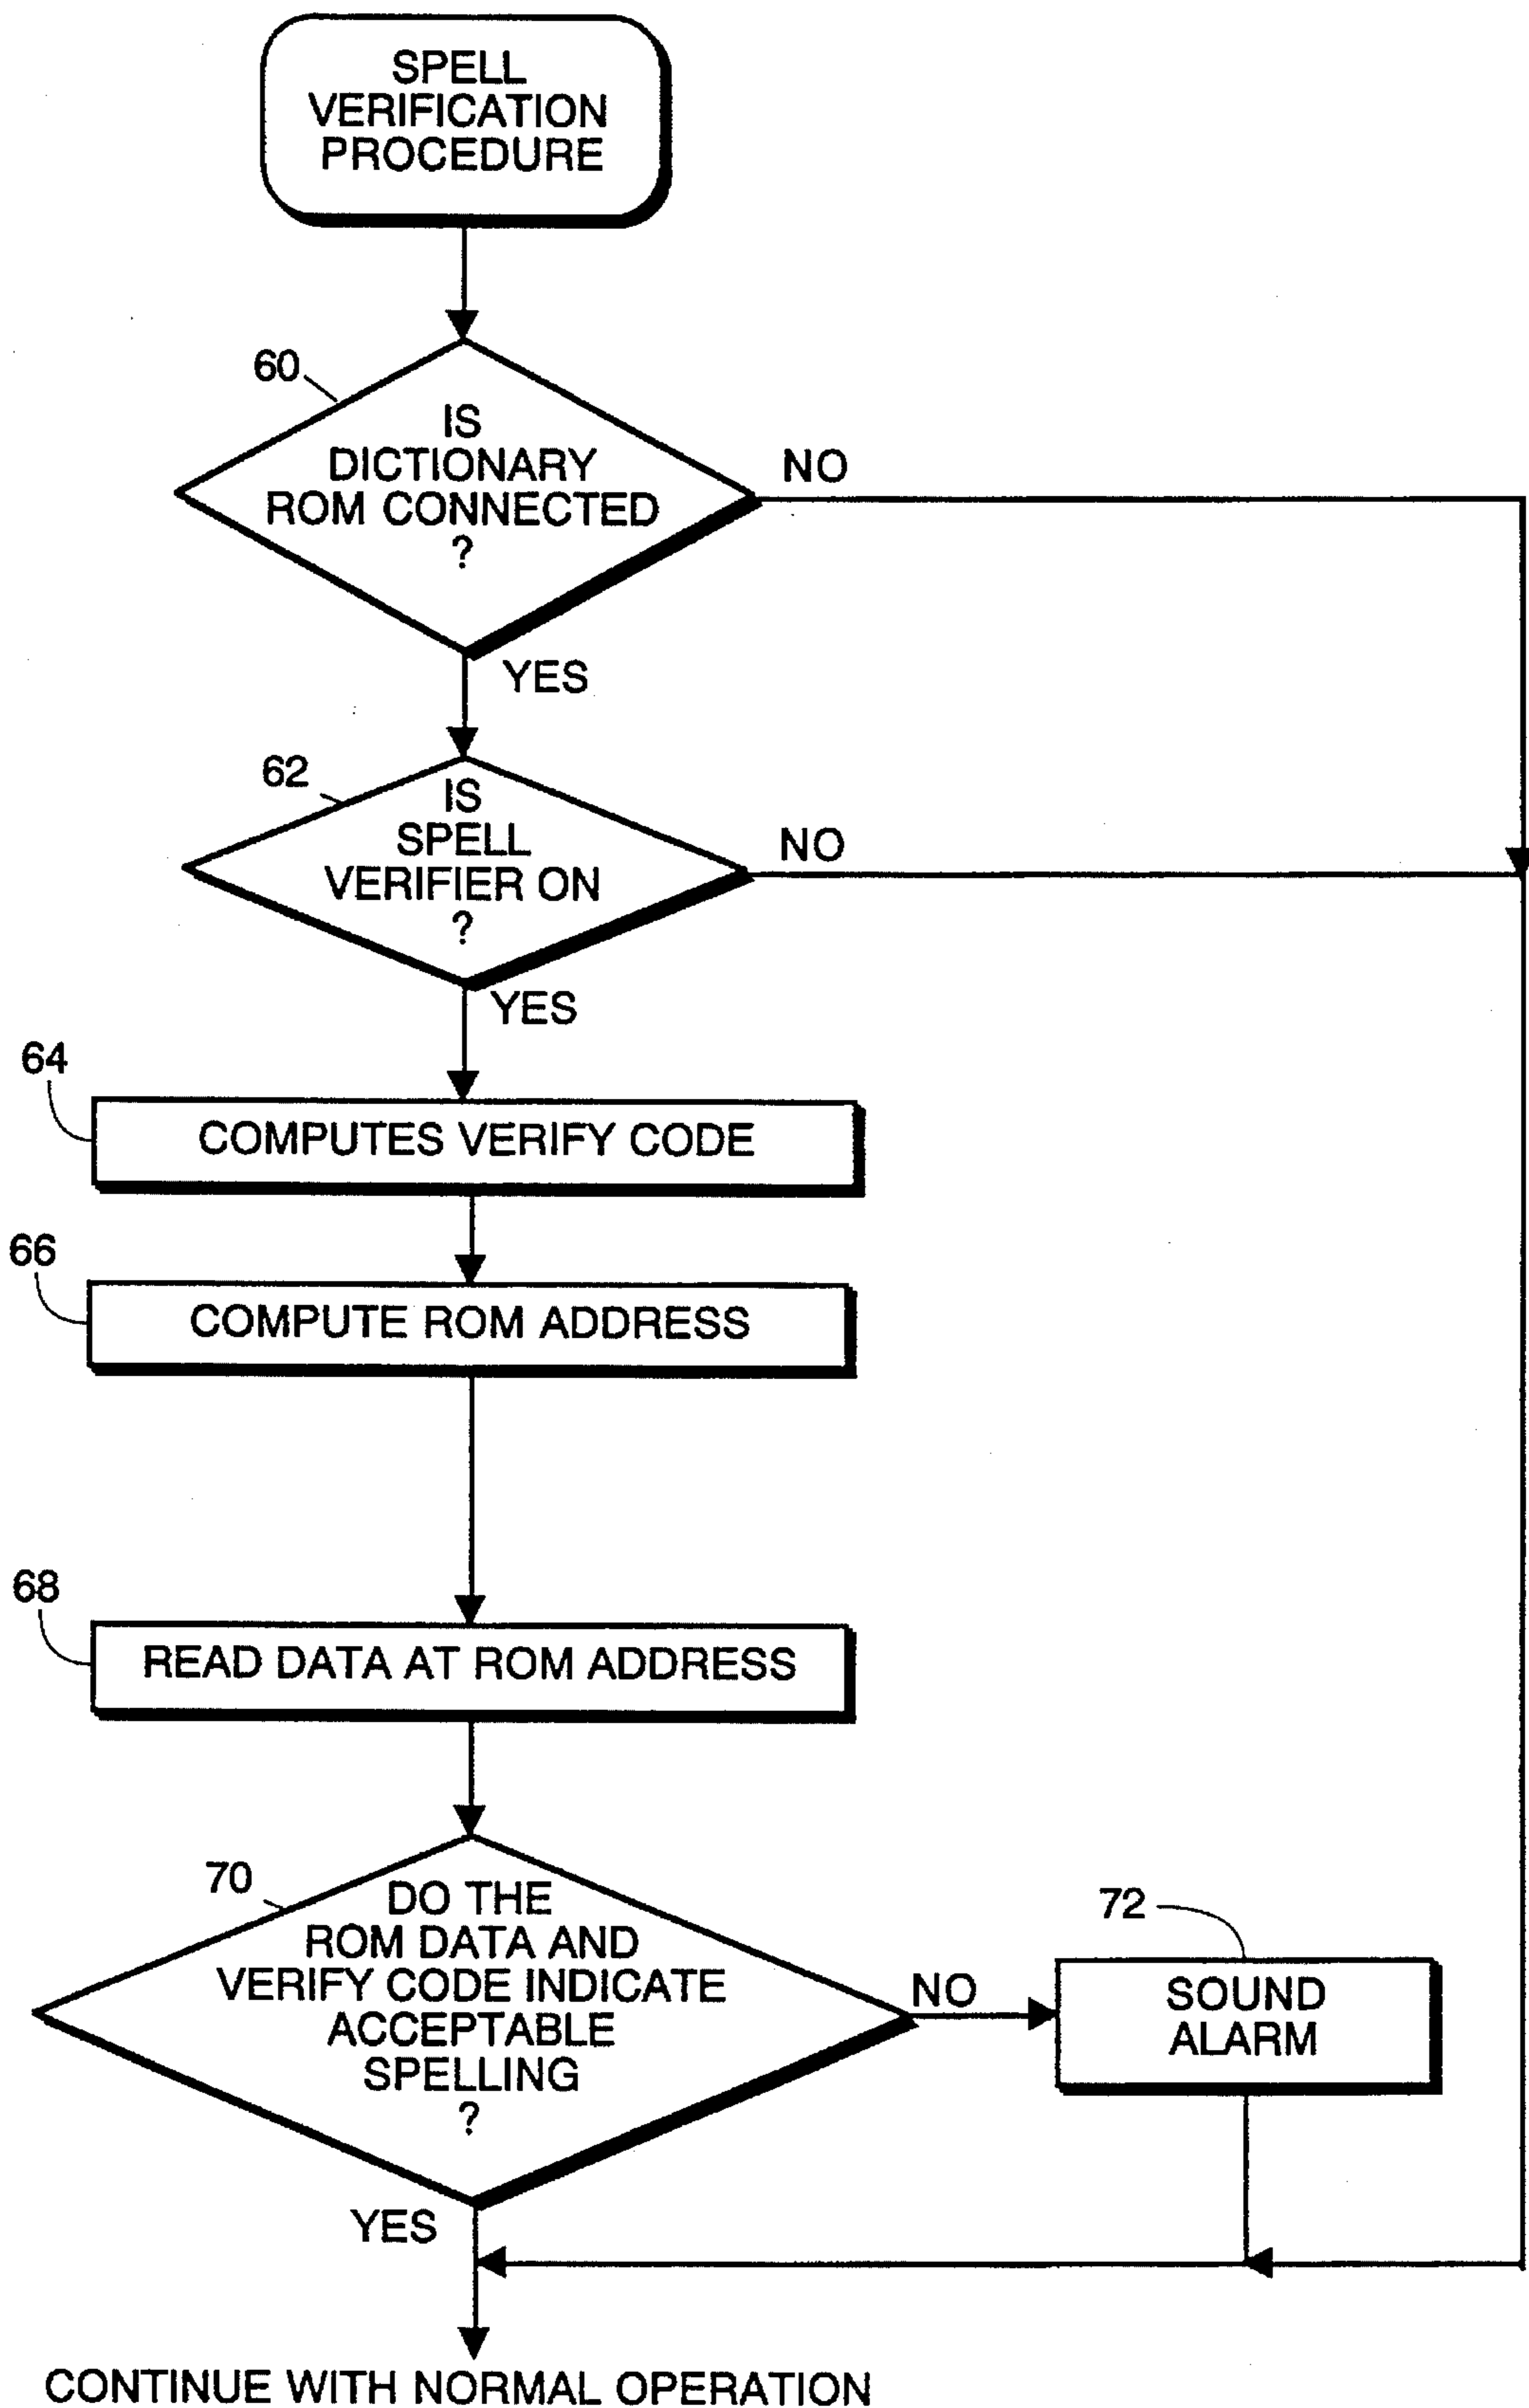 SPELL
VERIFICATION
PROCEDURE
60
IS
DICTIONARY
ROM CONNECTED
?
NO
YES
62
IS
SPELL
VERIFIER ON
?
NO
YES
64
COMPUTES VERIFY CODE
66
COMPUTE ROM ADDRESS
68
READ DATA AT ROM ADDRESS
70
DO THE
ROM DATA AND
VERIFY CODE INDICATE
ACCEPTABLE
SPELLING
?
NO
72
SOUND
ALARM
YES
CONTINUE WITH NORMAL OPERATION